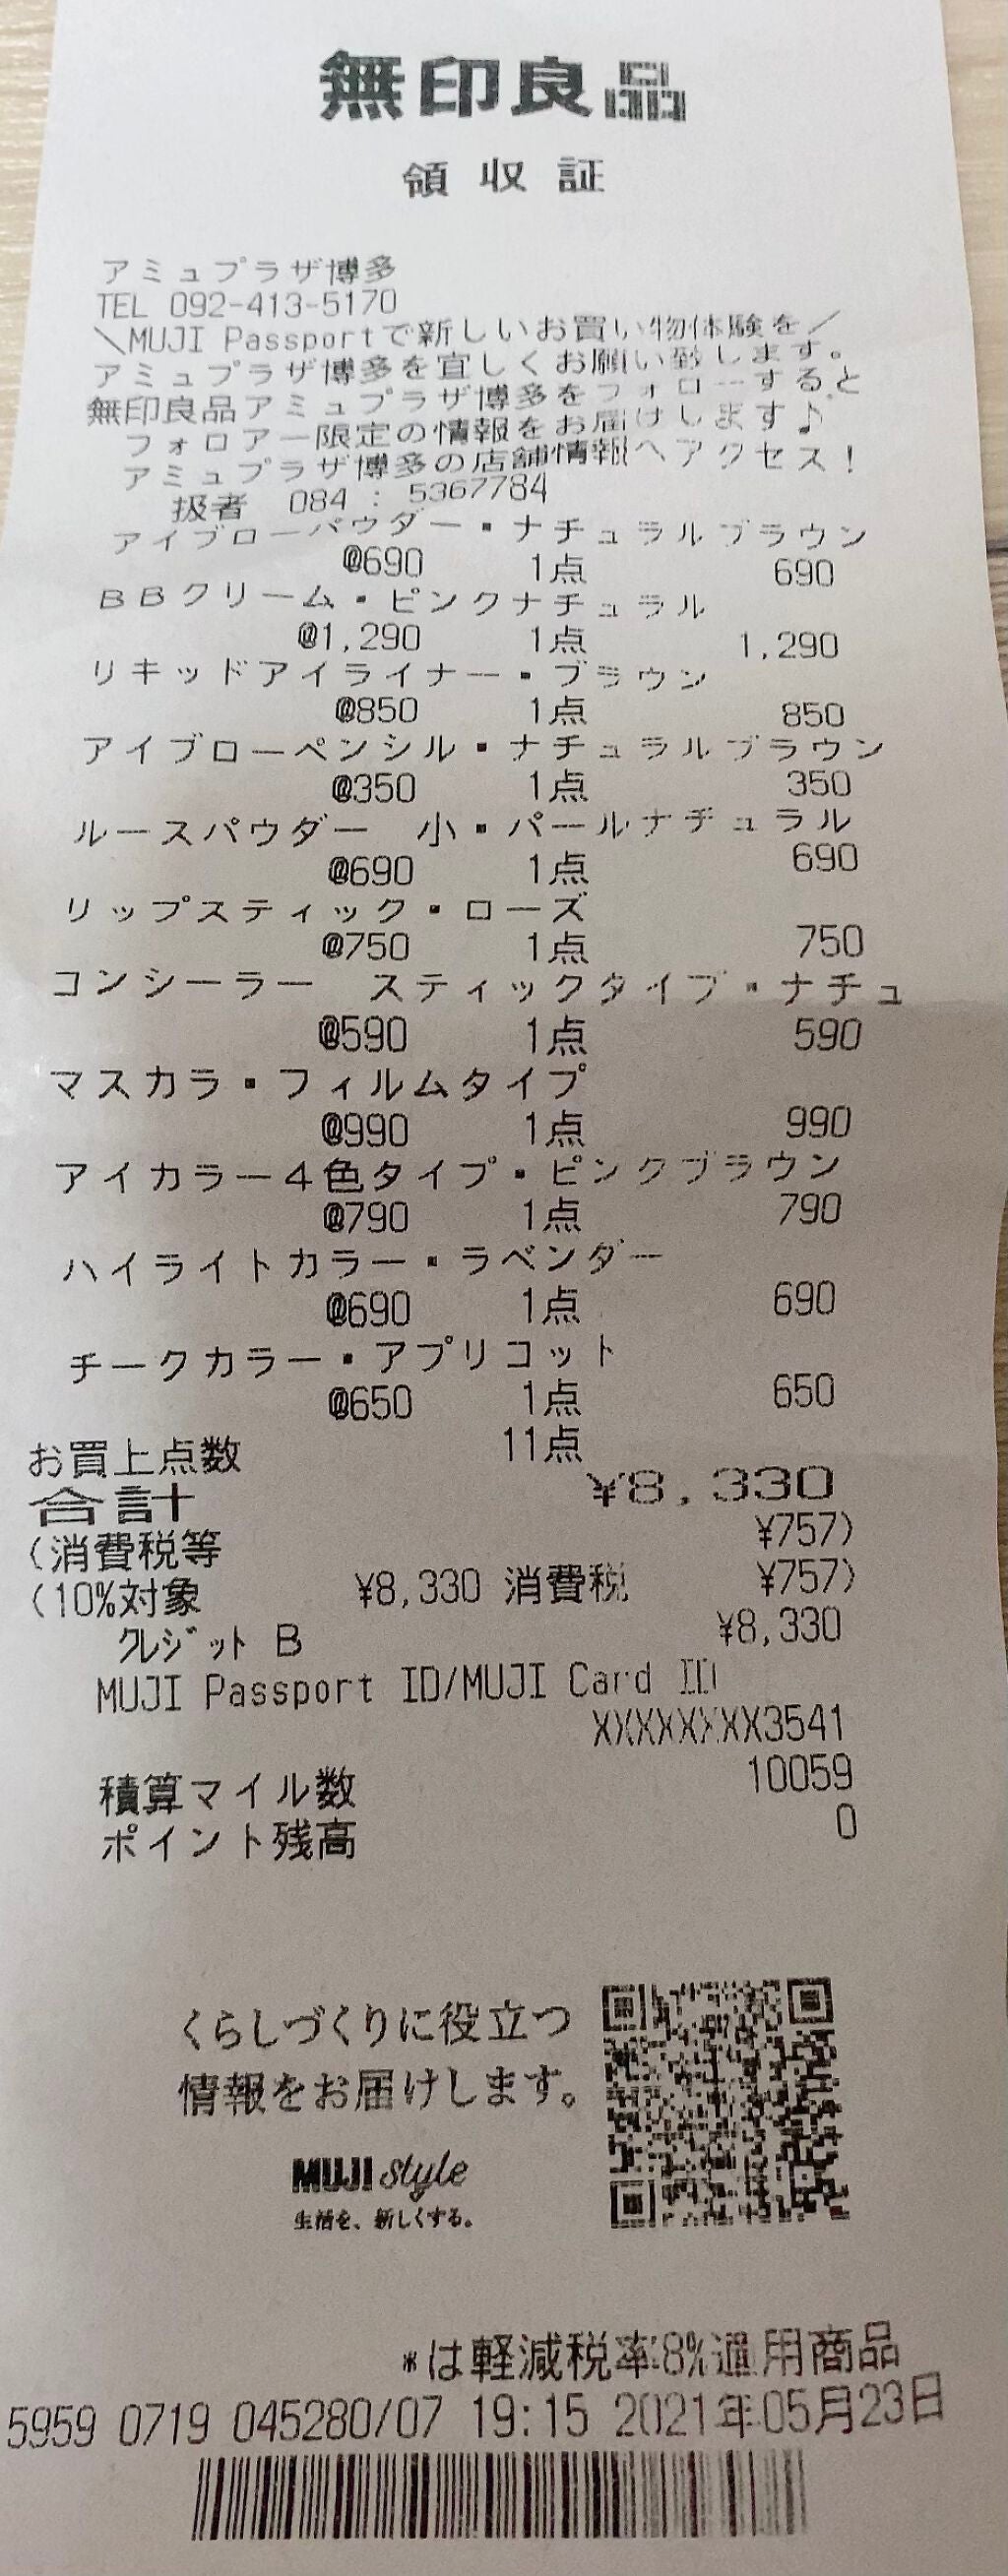 無印良品
領収証
アミュプラザ博多
TEL 092-413-5170
＼MUJI Passportで新しいお買い物体験を／
アミュプラザ博多を宜しくお願い致します。
無印良品アミュプラザ博多をフォローすると
フォロアー限定の情報をお届けします♪
アミュプラザ博多の店舗情報へアクセス！
扱者 084 : 5367784
アイブローパウダー・ナチュラルブラウン
@690 1点 690
BBクリーム・ピンクナチュラル
@1,290 1点 1,290
リキッドアイライナー・ブラウン
@850 1点 850
アイブローペンシル・ナチュラルブラウン
@350 1点 350
ルースパウダー 小・パールナチュラル
@690 1点 690
リップスティック・ローズ
@750 1点 750
コンシーラー スティックタイプ・ナチュ
@590 1点 590
マスカラ・フィルムタイプ
@990 1点 990
アイカラー4色タイプ・ピンクブラウン
@790 1点 790
ハイライトカラー・ラベンダー
@690 1点 690
チークカラー・アプリコット
@650 1点 650
お買上点数 11点
合計 ¥8,330
(消費税等 ¥757)
(10%対象 ¥8,330 消費税 ¥757)
クレジット B ¥8,330
MUJI Passport ID/MUJI Card ID
XXXXXXXX3541
積算マイル数 10059
ポイント残高 0
くらしづくりに役立つ
情報をお届けします。
MUJI style
生活を、新しくする。
*は軽減税率8%適用商品
5959 0719 045280/07 19:15 2021年05月23日